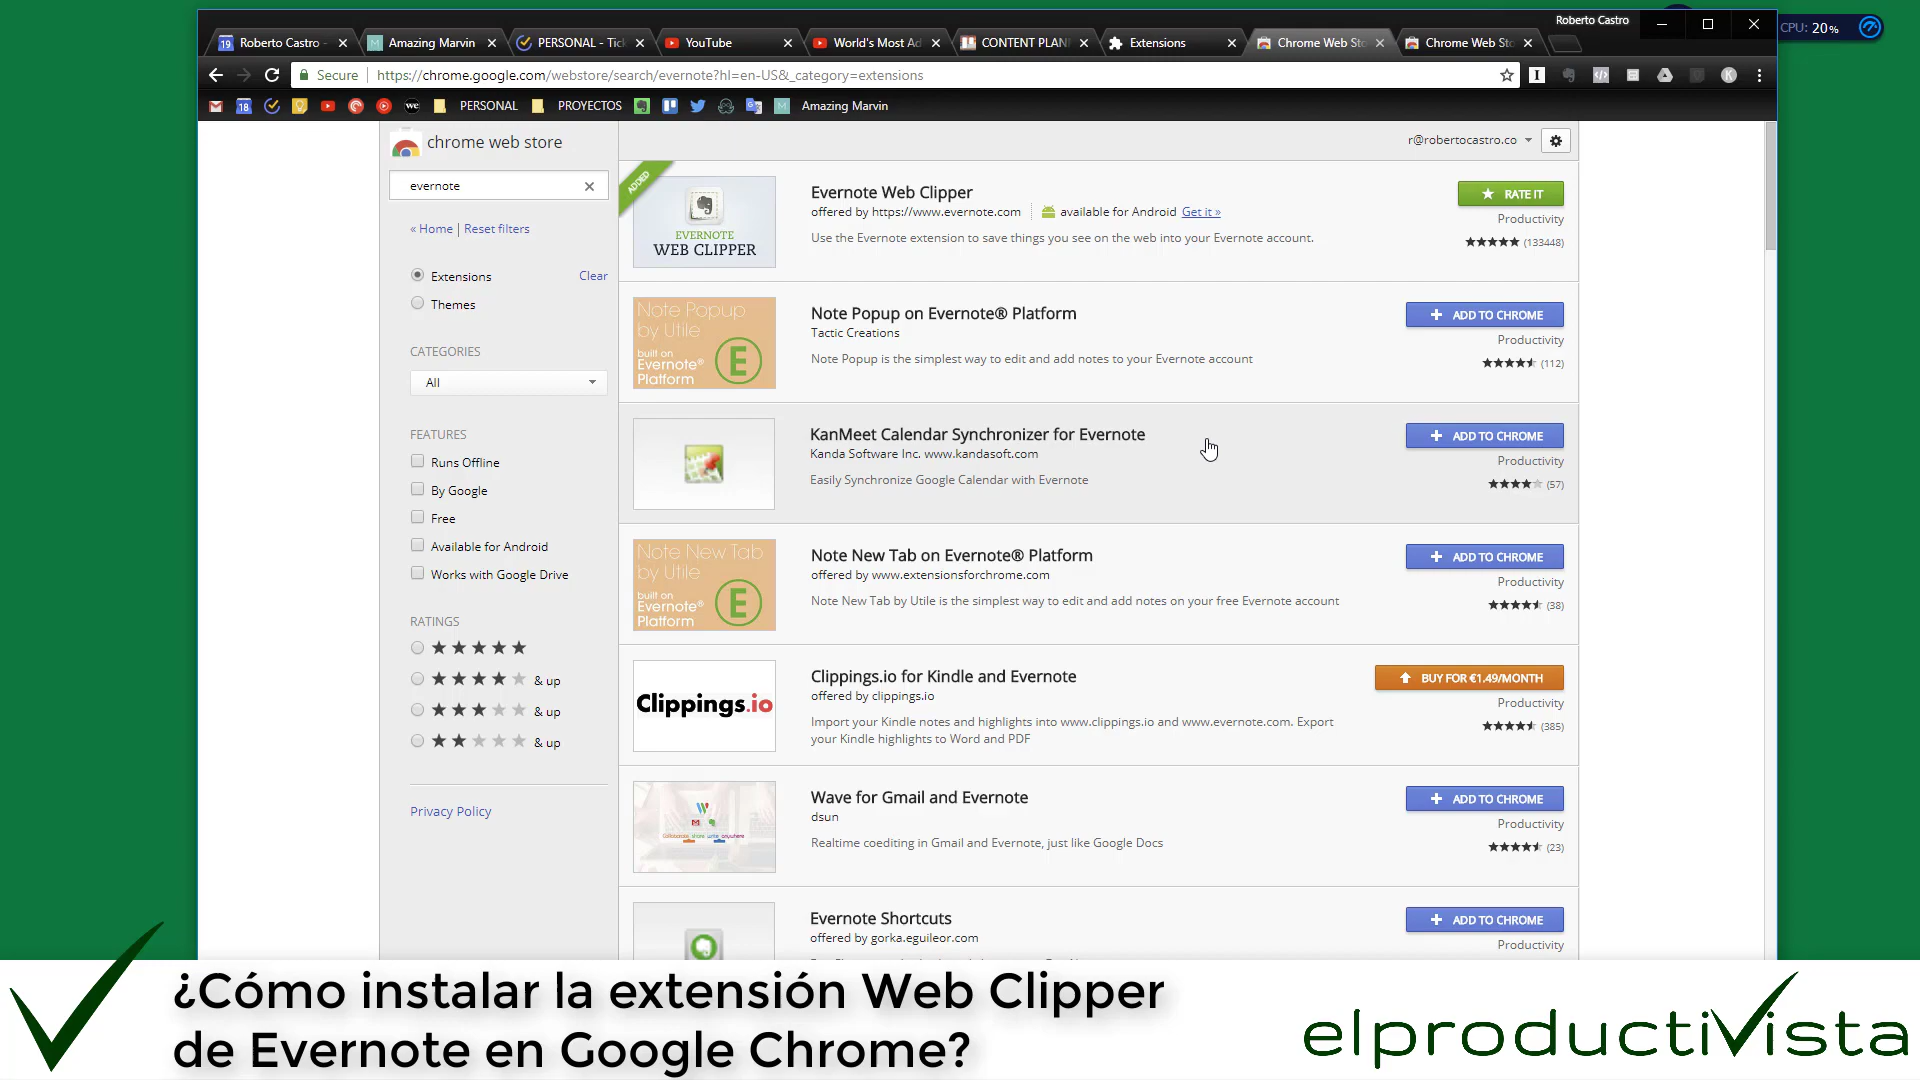 Roberto Castro
CPU: 20%
19 Roberto Castro -
Amazing Marvin
PERSONAL - Tick
YouTube
World's Most Ad
CONTENT PLAN
Extensions
Chrome Web Sto
Chrome Web Sto
Secure | https://chrome.google.com/webstore/search/evernote?hl=en-US&_category=extensions
18 we PERSONAL PROYECTOS Amazing Marvin
chrome web store
r@robertocastro.co
evernote
« Home | Reset filters
Extensions Clear
Themes
CATEGORIES
All
FEATURES
Runs Offline
By Google
Free
Available for Android
Works with Google Drive
RATINGS
& up
& up
& up
Privacy Policy
ADDED
EVERNOTE
WEB CLIPPER
Evernote Web Clipper
offered by https://www.evernote.com available for Android Get it »
Use the Evernote extension to save things you see on the web into your Evernote account.
RATE IT
Productivity
(133448)
Note Popup
by Utile
built on
Evernote®
Platform
E
Note Popup on Evernote® Platform
Tactic Creations
Note Popup is the simplest way to edit and add notes to your Evernote account
ADD TO CHROME
Productivity
(112)
KanMeet Calendar Synchronizer for Evernote
Kanda Software Inc. www.kandasoft.com
Easily Synchronize Google Calendar with Evernote
ADD TO CHROME
Productivity
(57)
Note New Tab
by Utile
built on
Evernote®
Platform
E
Note New Tab on Evernote® Platform
offered by www.extensionsforchrome.com
Note New Tab by Utile is the simplest way to edit and add notes on your free Evernote account
ADD TO CHROME
Productivity
(38)
Clippings.io
Clippings.io for Kindle and Evernote
offered by clippings.io
Import your Kindle notes and highlights into www.clippings.io and www.evernote.com. Export
your Kindle highlights to Word and PDF
BUY FOR €1.49/MONTH
Productivity
(385)
Wave for Gmail and Evernote
dsun
Realtime coediting in Gmail and Evernote, just like Google Docs
ADD TO CHROME
Productivity
(23)
Evernote Shortcuts
offered by gorka.eguileor.com
ADD TO CHROME
Productivity
¿Cómo instalar la extensión Web Clipper
de Evernote en Google Chrome?
elproductivista